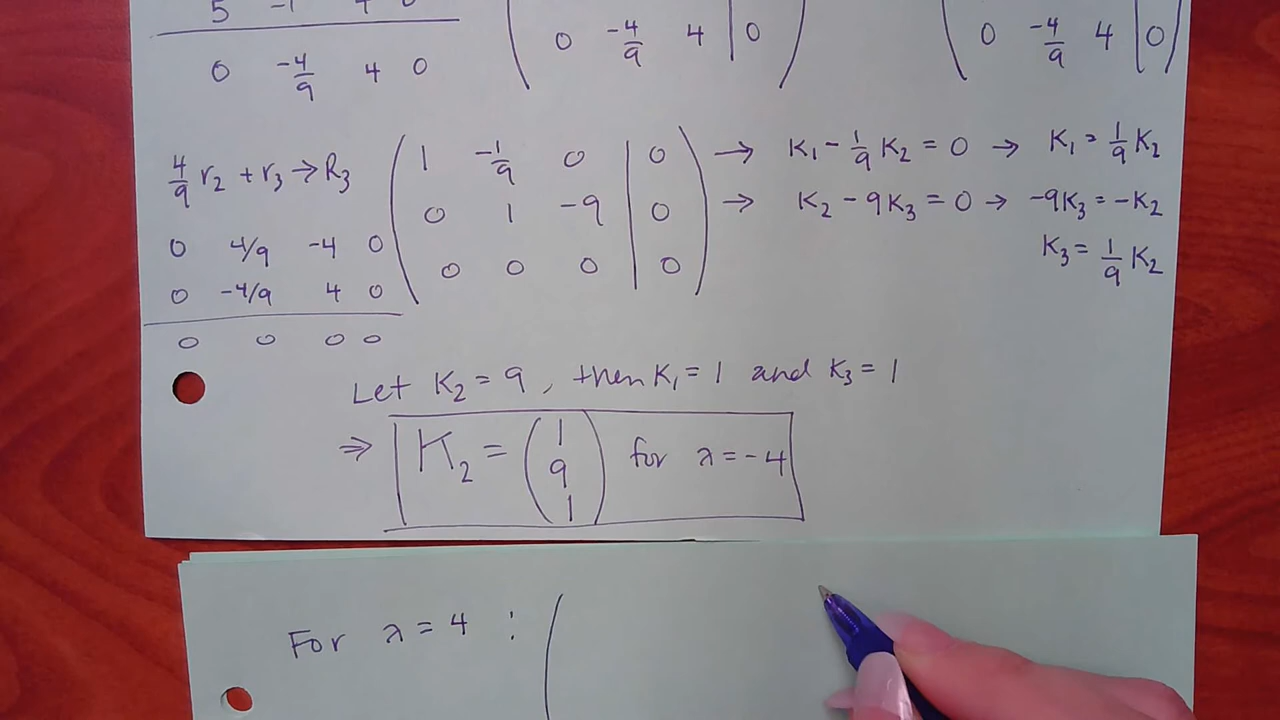 5 -1 4 0
0 -4/9 4 0
0 -4/9 4 | 0
0 -4/9 4 | 0
4/9 r₂ + r₃ → R₃
0 4/9 -4 0
0 -4/9 4 0
0 0 0 0
1 -1/9 0 | 0 → K₁ - 1/9 K₂ = 0 → K₁ = 1/9 K₂
0 1 -9 | 0 → K₂ - 9K₃ = 0 → -9K₃ = -K₂
0 0 0 | 0
K₃ = 1/9 K₂
Let K₂ = 9, then K₁ = 1 and K₃ = 1
⇒ K₂ = (1 9 1) for λ = -4
For λ = 4 : (